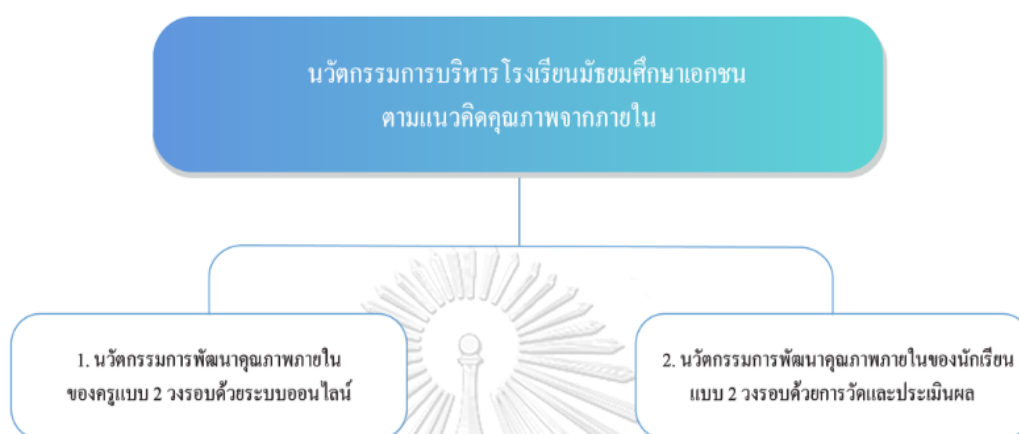 นวัตกรรมการบริหารโรงเรียนมัธยมศึกษาเอกชน
ตามแนวคิดคุณภาพจากภายใน
1. นวัตกรรมการพัฒนาคุณภาพภายใน
ของครูแบบ 2 วงรอบด้วยระบบออนไลน์
2. นวัตกรรมการพัฒนาคุณภาพภายในของนักเรียน
แบบ 2 วงรอบด้วยการวัดและประเมินผล